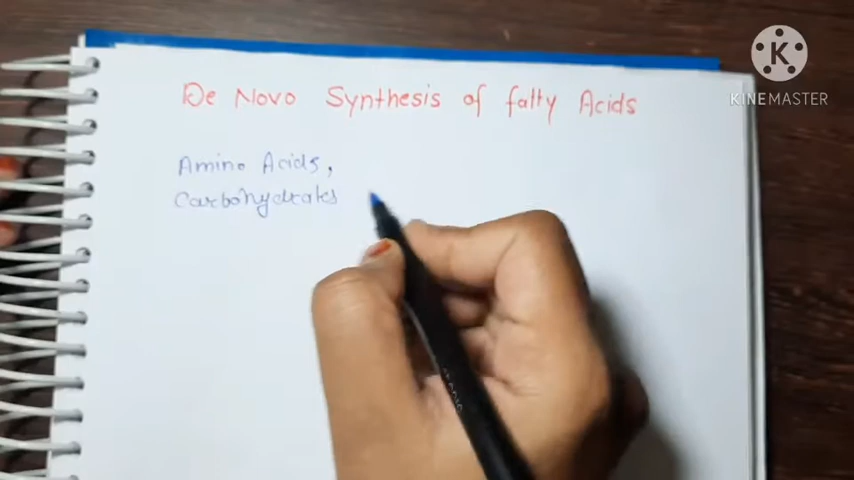 De Novo Synthesis of fatty Acids
Amino Acids,
Carbohydrates
K
KINEMASTER